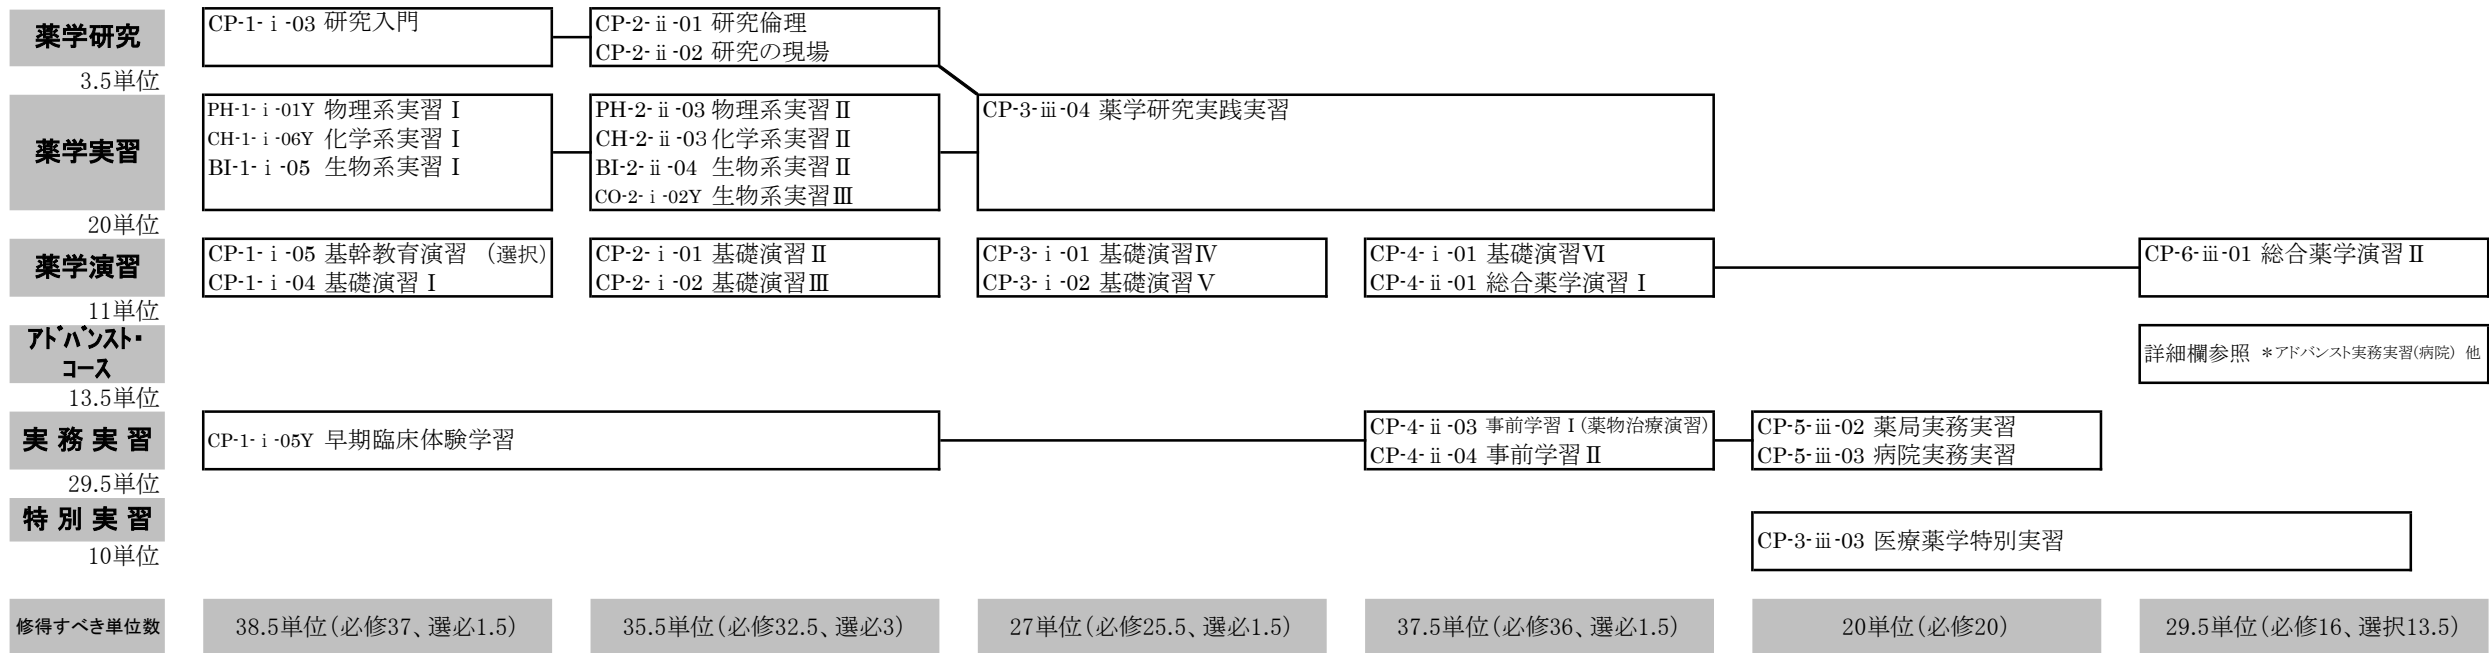 薬学研究
3.5単位
CP-1-ⅰ-03 研究入門
CP-2-ⅱ-01 研究倫理
CP-2-ⅱ-02 研究の現場
薬学実習
20単位
PH-1-ⅰ-01Y 物理系実習Ⅰ
CH-1-ⅰ-06Y 化学系実習Ⅰ
BI-1-ⅰ-05 生物系実習Ⅰ
PH-2-ⅱ-03 物理系実習Ⅱ
CH-2-ⅱ-03 化学系実習Ⅱ
BI-2-ⅱ-04 生物系実習Ⅱ
CO-2-ⅰ-02Y 生物系実習Ⅲ
CP-3-ⅲ-04 薬学研究実践実習
薬学演習
11単位
CP-1-ⅰ-05 基幹教育演習 (選択)
CP-1-ⅰ-04 基礎演習Ⅰ
CP-2-ⅰ-01 基礎演習Ⅱ
CP-2-ⅰ-02 基礎演習Ⅲ
CP-3-ⅰ-01 基礎演習Ⅳ
CP-3-ⅰ-02 基礎演習Ⅴ
CP-4-ⅰ-01 基礎演習Ⅵ
CP-4-ⅱ-01 総合薬学演習Ⅰ
CP-6-ⅲ-01 総合薬学演習Ⅱ
アドバンスト・
コース
13.5単位
詳細欄参照 *アドバンスト実務実習(病院) 他
実務実習
29.5単位
CP-1-ⅰ-05Y 早期臨床体験学習
CP-4-ⅱ-03 事前学習Ⅰ(薬物治療演習)
CP-4-ⅱ-04 事前学習Ⅱ
CP-5-ⅲ-02 薬局実務実習
CP-5-ⅲ-03 病院実務実習
特別実習
10単位
CP-3-ⅲ-03 医療薬学特別実習
修得すべき単位数
38.5単位(必修37、選必1.5)
35.5単位(必修32.5、選必3)
27単位(必修25.5、選必1.5)
37.5単位(必修36、選必1.5)
20単位(必修20)
29.5単位(必修16、選択13.5)